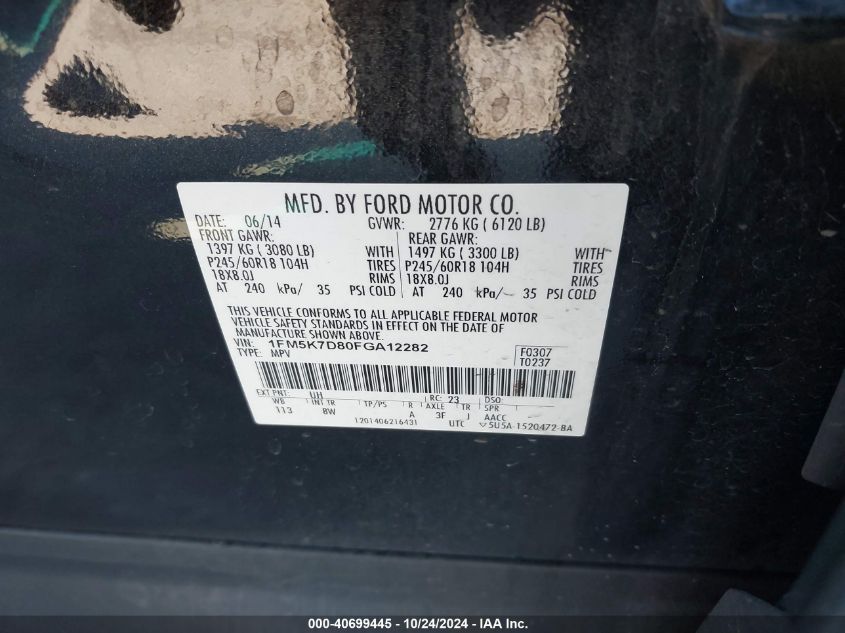 MFD. BY FORD MOTOR CO.
DATE: 06/14 GVWR: 2776 KG ( 6120 LB)
FRONT GAWR: REAR GAWR:
1397 KG ( 3080 LB) WITH 1497 KG ( 3300 LB) WITH
P245/60R18 104H TIRES P245/60R18 104H TIRES
18X8.0J RIMS 18X8.0J RIMS
AT 240 kPa/ 35 PSI COLD AT 240 kPa/ 35 PSI COLD
THIS VEHICLE CONFORMS TO ALL APPLICABLE FEDERAL MOTOR
VEHICLE SAFETY STANDARDS IN EFFECT ON THE DATE OF
MANUFACTURE SHOWN ABOVE.
VIN: 1FM5K7D80FGA12282 F0307
TYPE: MPV T0237
EXT PNT: UH RC: 23 DSO:
WB INT TR TP/PS R AXLE TR SPR
113 8W A 3F J AACC
1201406216431 UTC 5U5A-1520472-BA
000-40699445 - 10/24/2024 - IAA Inc.